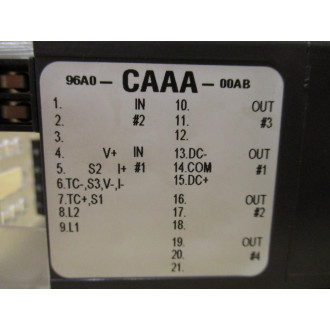 96A0 - CAAA - 00AB
1. IN 10. OUT
2. #2 11. #3
3. 12.
4. V+ IN 13.DC- OUT
5. S2 I+ #1 14.COM #1
6.TC-,S3,V-,I- 15.DC+
7.TC+,S1 16. OUT
8.L2 17. #2
9.L1 18.
19. OUT
20. #4
21.